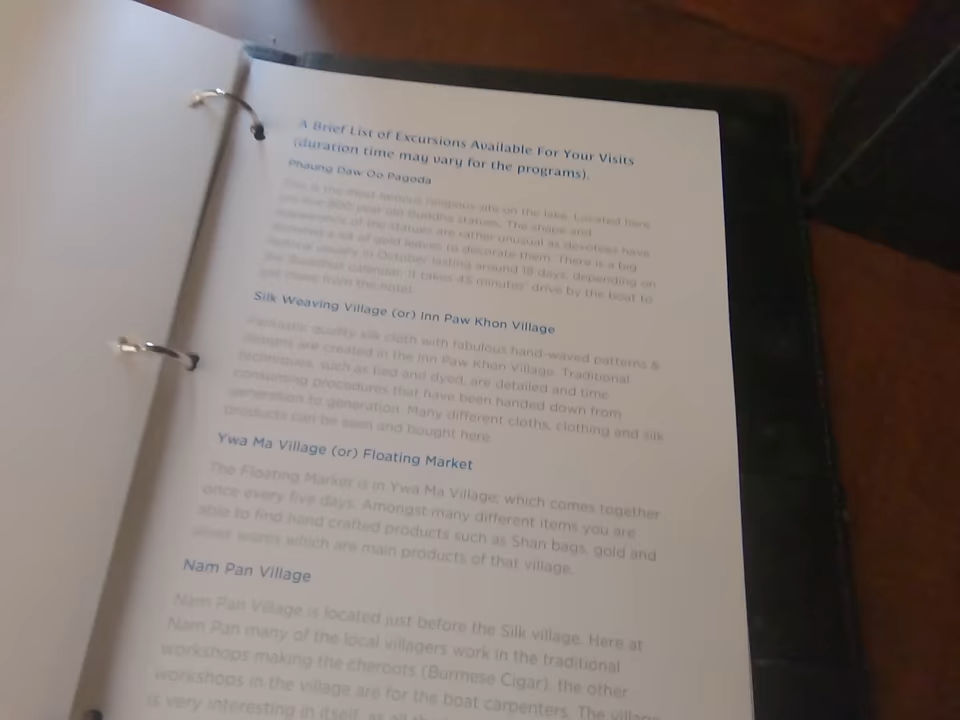 A Brief List of Excursions Available For Your Visits
(duration time may vary for the programs).
Phaung Daw Oo Pagoda
This is the most famous religious site on the lake. Located here
are five 800 year old Buddha statues. The shape and
of the statues are rather unusual as devotees have
a lot of gold leaves to decorate them. There is a big
festival usually in October lasting around 18 days, depending on
the Buddhist calendar. It takes 45 minutes' drive by the boat to
get there from the hotel.
Silk Weaving Village (or) Inn Paw Khon Village
Fantastic quality silk cloth with fabulous hand-waved patterns &
designs are created in the Inn Paw Khon Village. Traditional
techniques, such as tied and dyed, are detailed and time
consuming procedures that have been handed down from
generation to generation. Many different cloths, clothing and silk
products can be seen and bought here.
Ywa Ma Village (or) Floating Market
The Floating Market is in Ywa Ma Village; which comes together
once every five days. Amongst many different items you are
able to find hand crafted products such as Shan bags, gold and
silver wares which are main products of that village.
Nam Pan Village
Nam Pan Village is located just before the Silk village. Here at
Nam Pan many of the local villagers work in the traditional
workshops making the cheroots (Burmese Cigar), the other
workshops in the village are for the boat carpenters. The village
is very interesting in itself, as all